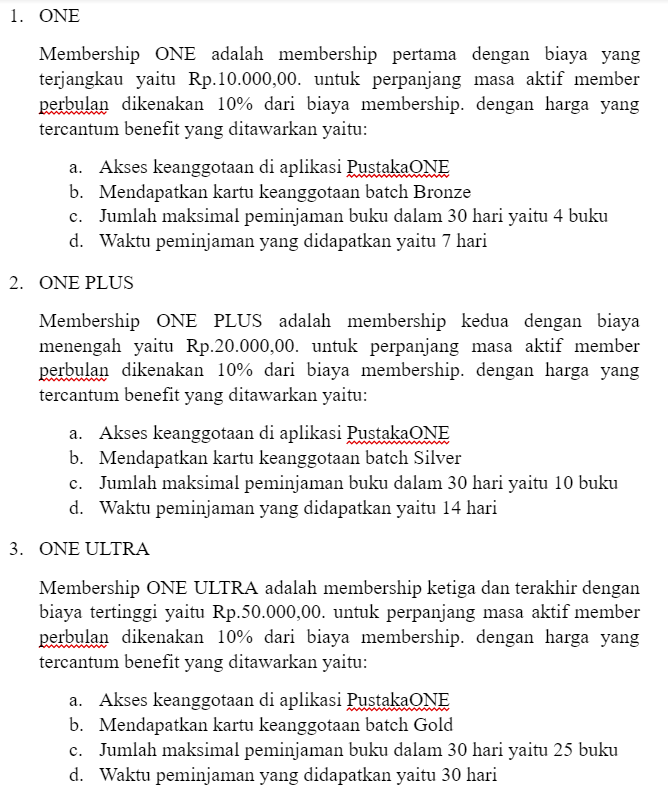 1. ONE
Membership ONE adalah membership pertama dengan biaya yang
terjangkau yaitu Rp.10.000,00. untuk perpanjang masa aktif member
perbulan dikenakan 10% dari biaya membership. dengan harga yang
tercantum benefit yang ditawarkan yaitu:
a. Akses keanggotaan di aplikasi PustakaONE
b. Mendapatkan kartu keanggotaan batch Bronze
c. Jumlah maksimal peminjaman buku dalam 30 hari yaitu 4 buku
d. Waktu peminjaman yang didapatkan yaitu 7 hari
2. ONE PLUS
Membership ONE PLUS adalah membership kedua dengan biaya
menengah yaitu Rp.20.000,00. untuk perpanjang masa aktif member
perbulan dikenakan 10% dari biaya membership. dengan harga yang
tercantum benefit yang ditawarkan yaitu:
a. Akses keanggotaan di aplikasi PustakaONE
b. Mendapatkan kartu keanggotaan batch Silver
c. Jumlah maksimal peminjaman buku dalam 30 hari yaitu 10 buku
d. Waktu peminjaman yang didapatkan yaitu 14 hari
3. ONE ULTRA
Membership ONE ULTRA adalah membership ketiga dan terakhir dengan
biaya tertinggi yaitu Rp.50.000,00. untuk perpanjang masa aktif member
perbulan dikenakan 10% dari biaya membership. dengan harga yang
tercantum benefit yang ditawarkan yaitu:
a. Akses keanggotaan di aplikasi PustakaONE
b. Mendapatkan kartu keanggotaan batch Gold
c. Jumlah maksimal peminjaman buku dalam 30 hari yaitu 25 buku
d. Waktu peminjaman yang didapatkan yaitu 30 hari